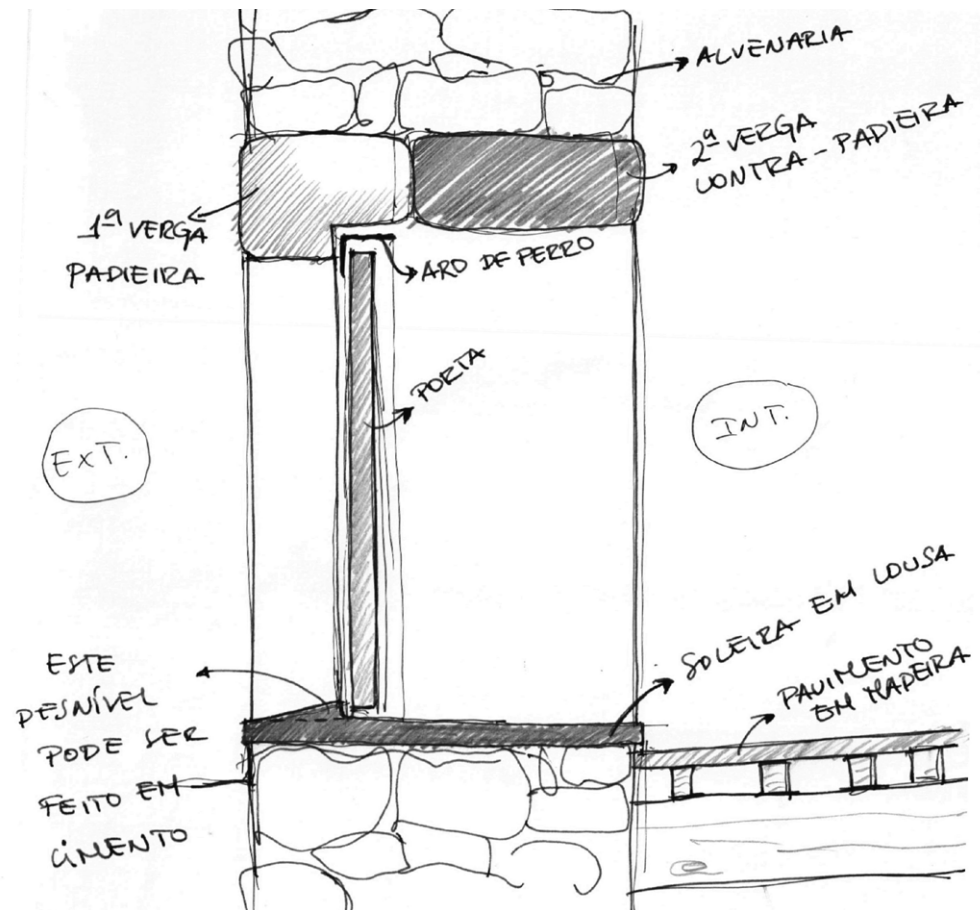 ALVENARIA
2ª VERGA
CONTRA-PADIEIRA
1ª VERGA
PADIEIRA
ARO DE FERRO
PORTA
EXT.
INT.
SOLEIRA EM LOUSA
PAVIMENTO
EM MADEIRA
ESTE
DESNÍVEL
PODE SER
FEITO EM
CIMENTO